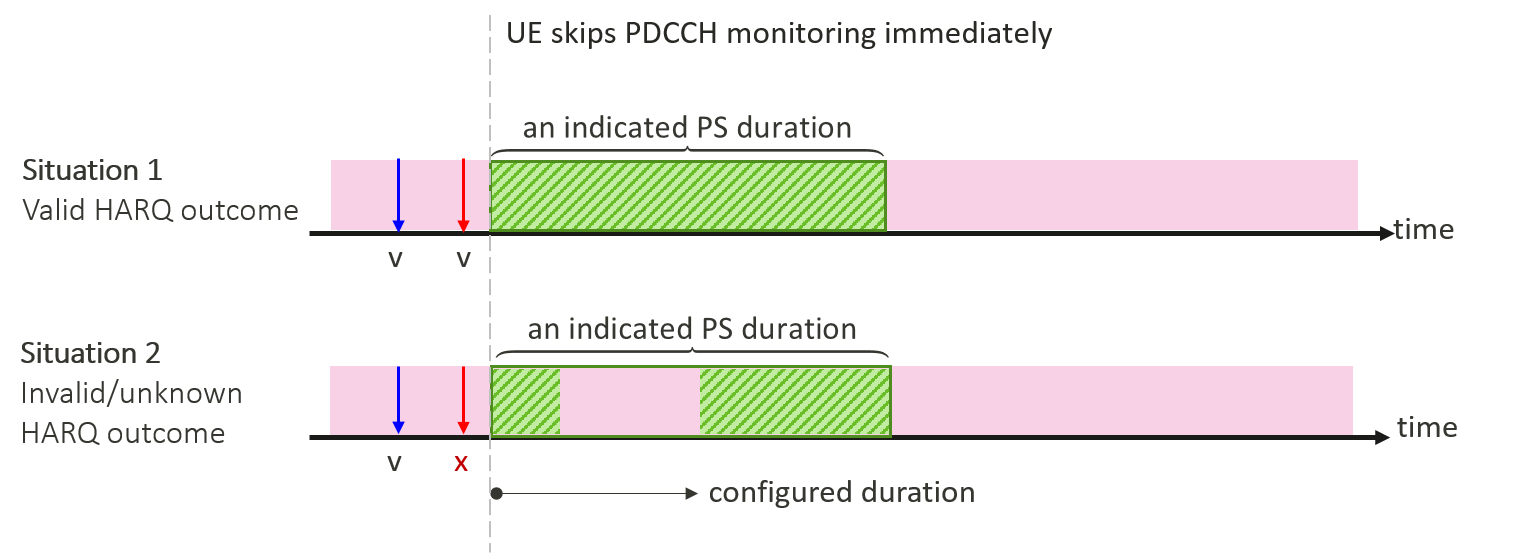 UE skips PDCCH monitoring immediately
an indicated PS duration
Situation 1
Valid HARQ outcome
time
v v
an indicated PS duration
Situation 2
Invalid/unknown
HARQ outcome
time
v x
configured duration